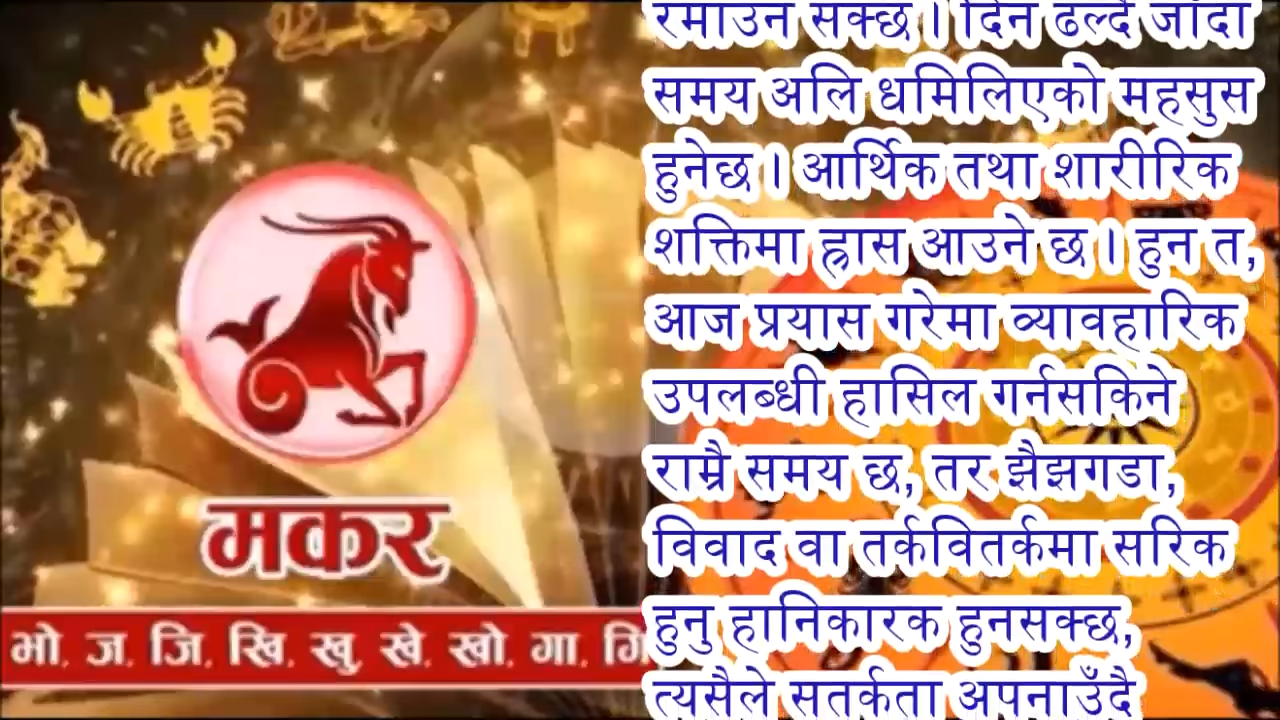 मकर
भो. ज. जि. खि. खु. खे. खो. गा. गि
रमाउन सक्छ । दिन ढल्दै जाँदा
समय अलि धमिलिएको महसुस
हुनेछ । आर्थिक तथा शारीरिक
शक्तिमा ह्रास आउने छ । हुन त,
आज प्रयास गरेमा व्यावहारिक
उपलब्धी हासिल गर्नसकिने
राम्रै समय छ, तर झैझगडा,
विवाद वा तर्कवितर्कमा सरिक
हुनु हानिकारक हुनसक्छ,
त्यसैले सतर्कता अपनाउँदै